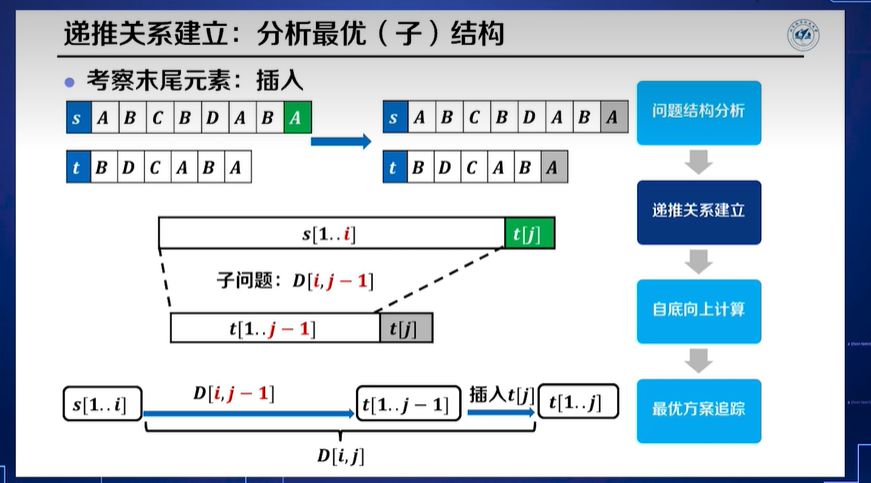 递推关系建立：分析最优（子）结构
考察末尾元素：插入
s A B C B D A B A
s A B C B D A B A
t B D C A B A
t B D C A B A
s[1..i] t[j]
子问题：D[i, j − 1]
t[1..j − 1] t[j]
s[1..i]
D[i, j − 1]
t[1..j − 1]
插入t[j]
t[1..j]
D[i, j]
问题结构分析
递推关系建立
自底向上计算
最优方案追踪